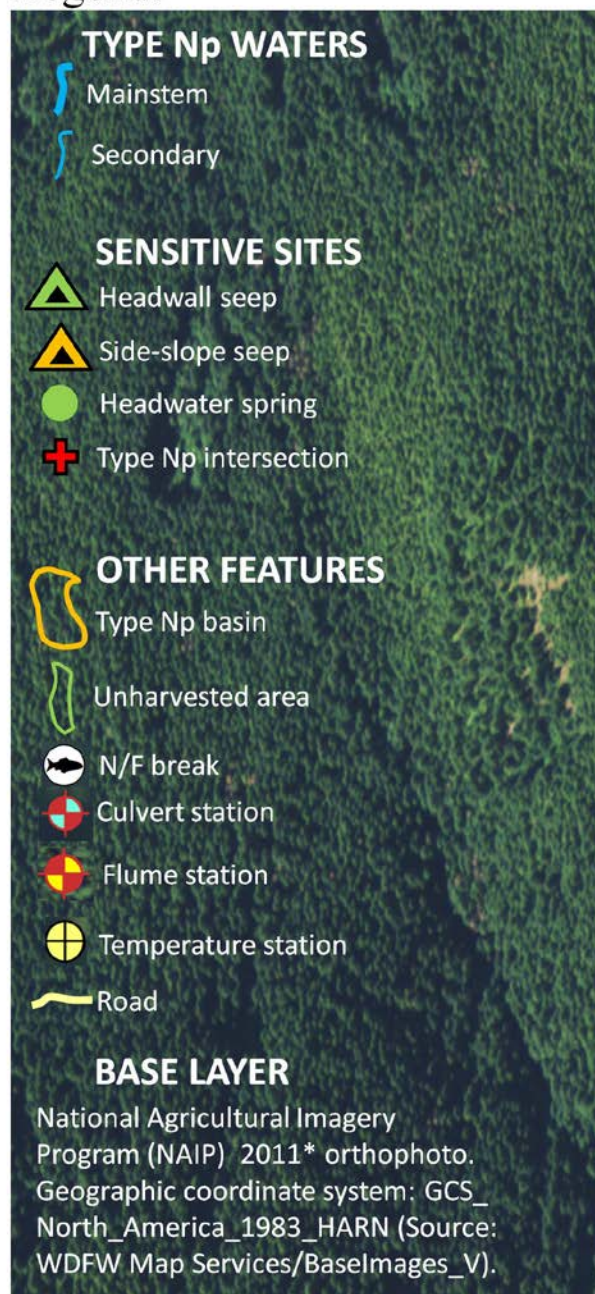 TYPE Np WATERS
Mainstem
Secondary
SENSITIVE SITES
Headwall seep
Side-slope seep
Headwater spring
Type Np intersection
OTHER FEATURES
Type Np basin
Unharvested area
N/F break
Culvert station
Flume station
Temperature station
Road
BASE LAYER
National Agricultural Imagery
Program (NAIP) 2011* orthophoto.
Geographic coordinate system: GCS_
North_America_1983_HARN (Source:
WDFW Map Services/BaseImages_V).